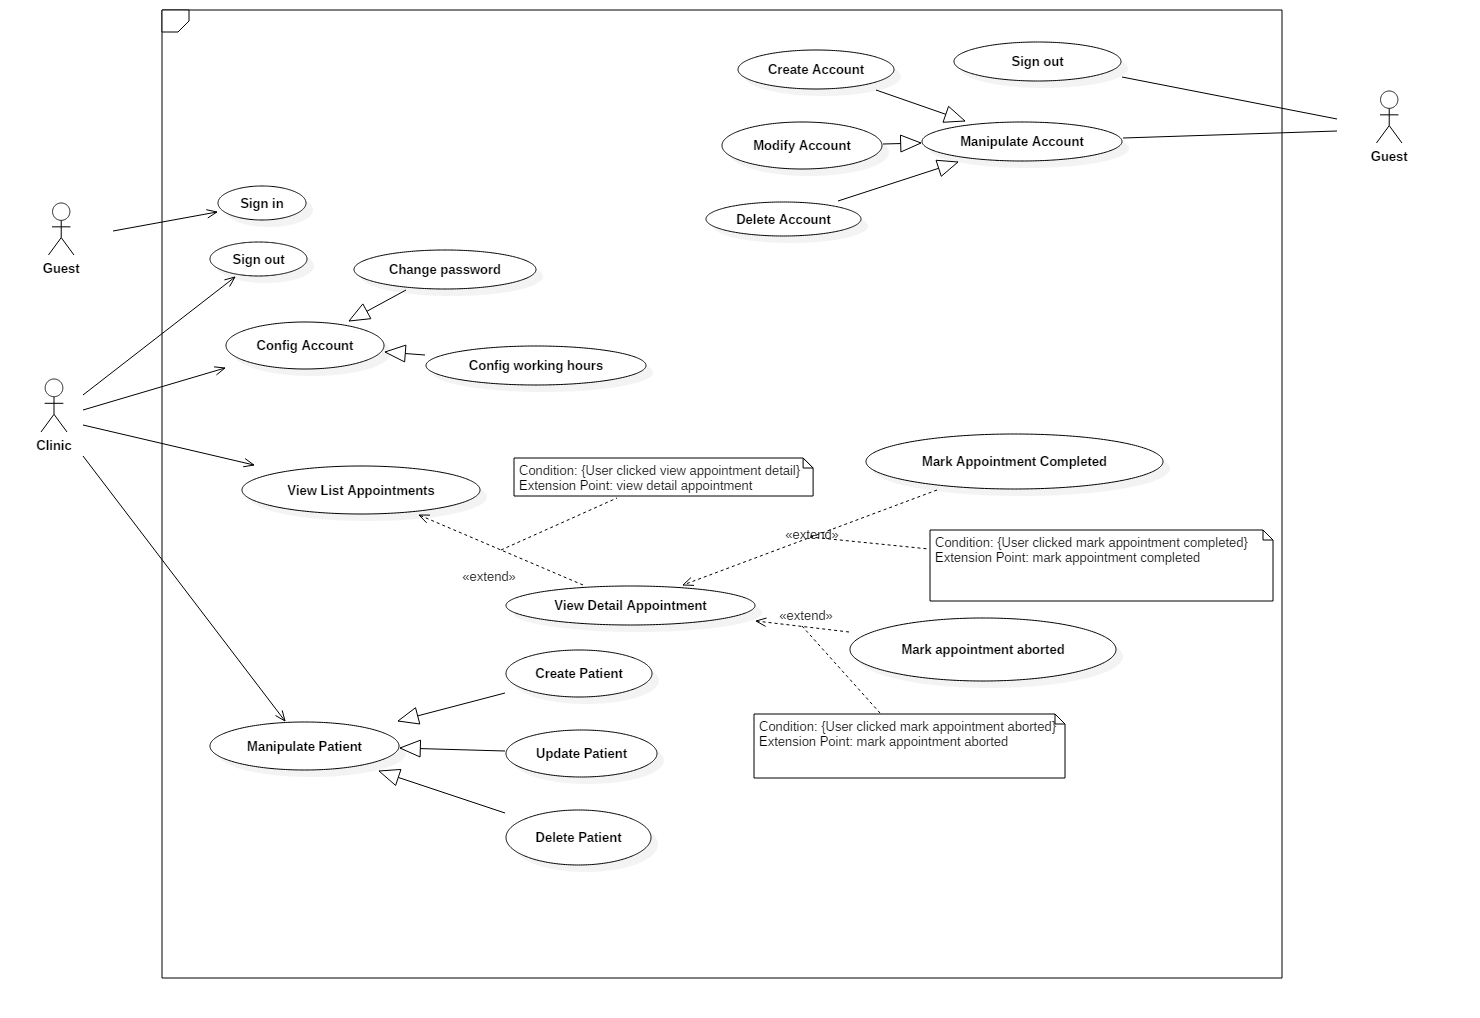 Create Account
Sign out
Modify Account
Manipulate Account
Guest
Delete Account
Sign in
Guest
Sign out
Change password
Config Account
Config working hours
Clinic
View List Appointments
Condition: {User clicked view appointment detail}
Extension Point: view detail appointment
Mark Appointment Completed
«extend»
Condition: {User clicked mark appointment completed}
Extension Point: mark appointment completed
«extend»
View Detail Appointment
«extend»
Mark appointment aborted
Create Patient
Condition: {User clicked mark appointment aborted}
Extension Point: mark appointment aborted
Manipulate Patient
Update Patient
Delete Patient